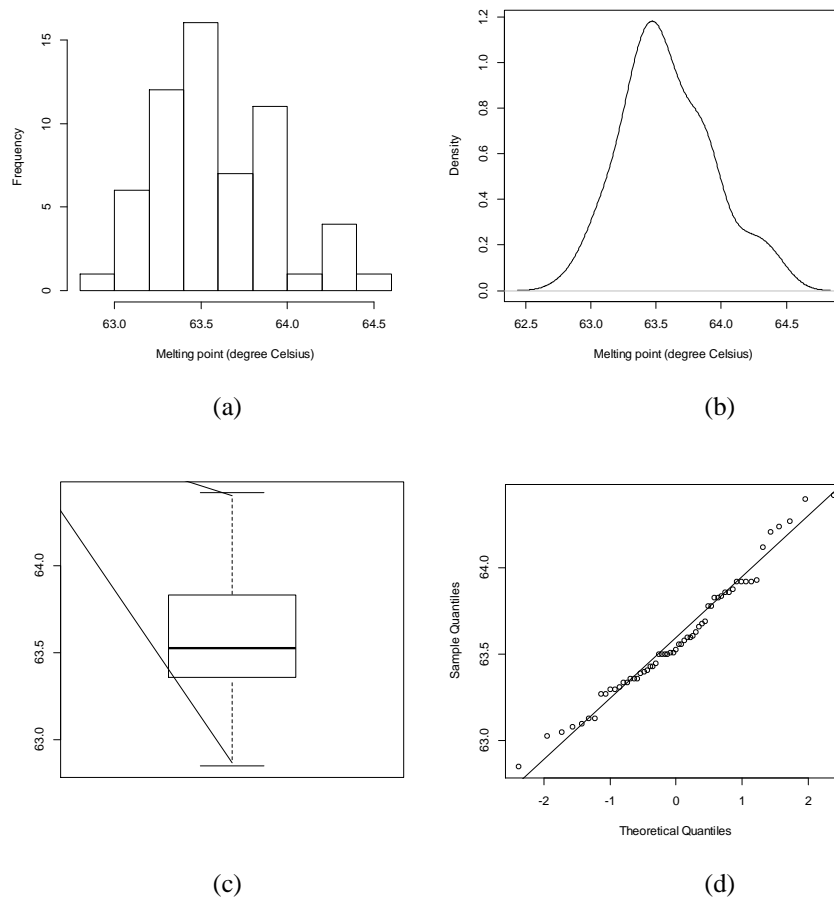 15
10
5
0
Frequency
63.0 63.5 64.0 64.5
Melting point (degree Celsius)
(a)
1.2
1.0
0.8
0.6
0.4
0.2
0.0
Density
62.5 63.0 63.5 64.0 64.5
Melting point (degree Celsius)
(b)
64.0
63.5
63.0
(c)
64.0
63.5
63.0
Sample Quantiles
-2 -1 0 1 2
Theoretical Quantiles
(d)